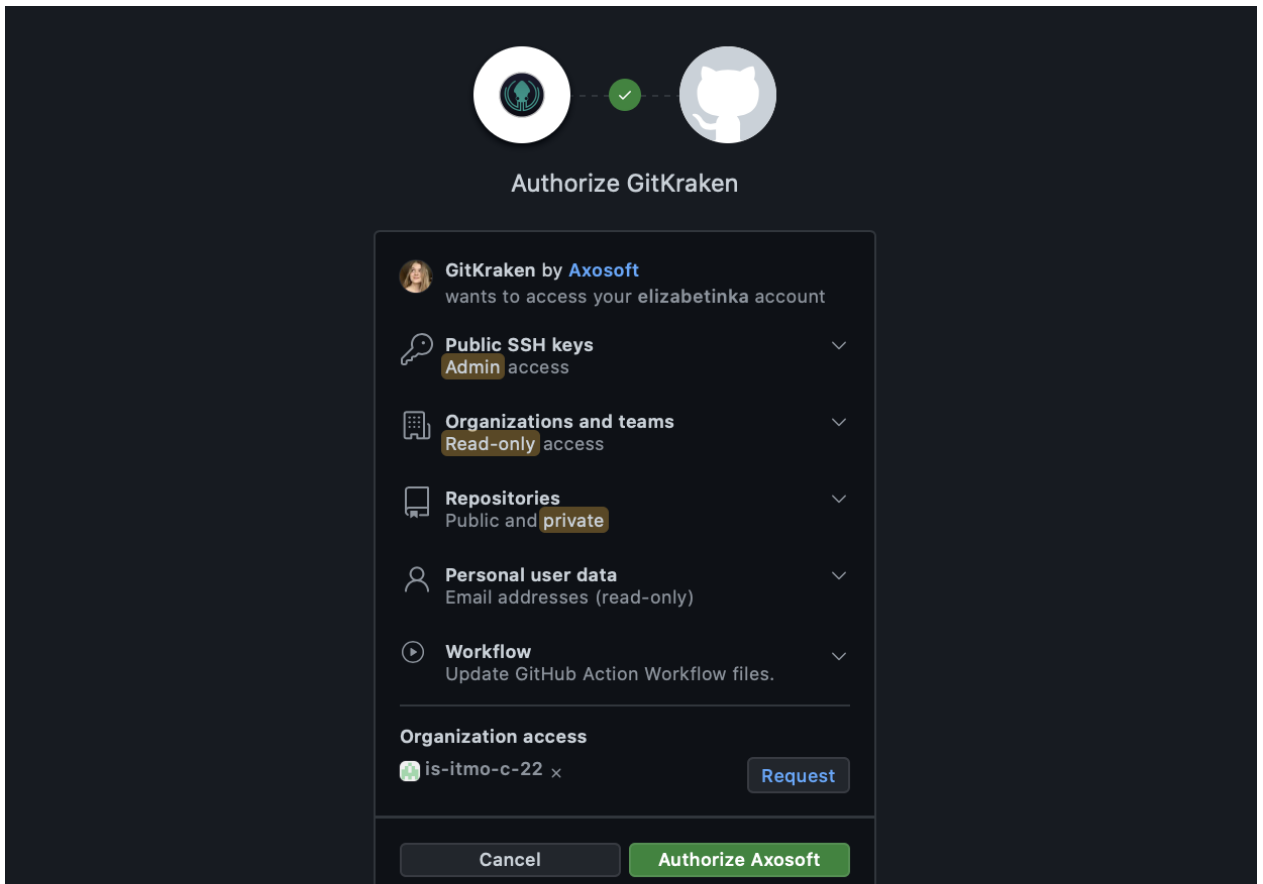 Authorize GitKraken
GitKraken by Axosoft
wants to access your elizabetinka account
Public SSH keys
Admin access
Organizations and teams
Read-only access
Repositories
Public and private
Personal user data
Email addresses (read-only)
Workflow
Update GitHub Action Workflow files.
Organization access
is-itmo-c-22
Request
Cancel
Authorize Axosoft